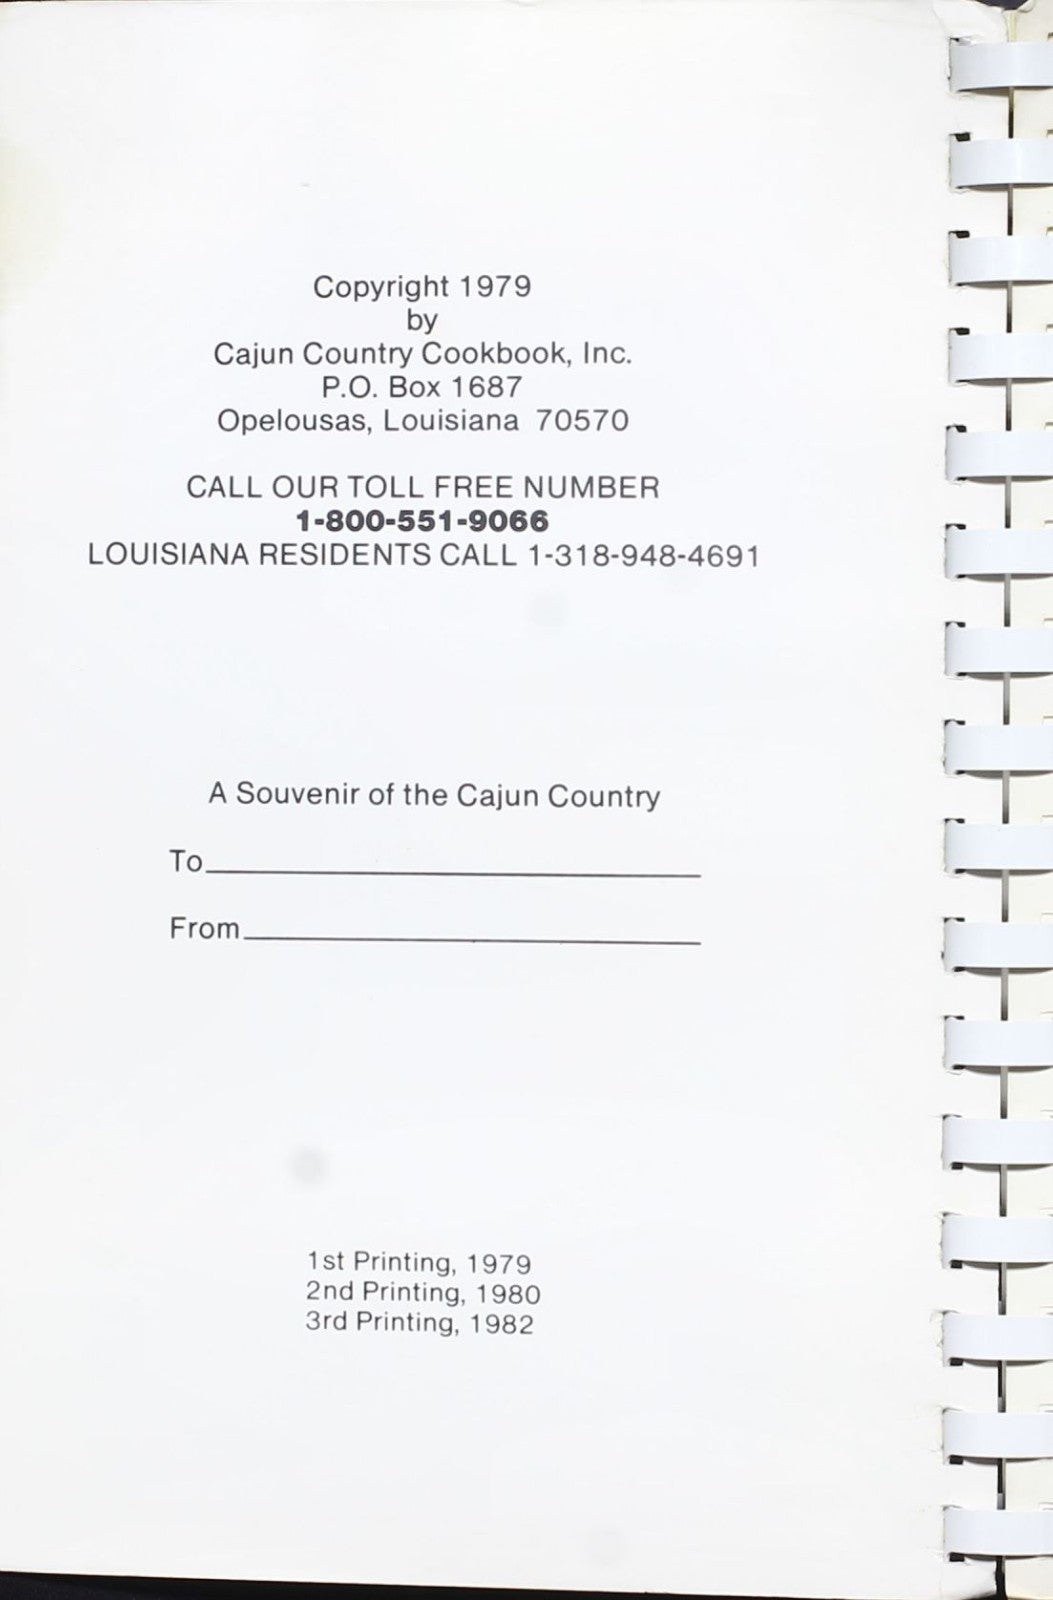 Copyright 1979
by
Cajun Country Cookbook, Inc.
P.O. Box 1687
Opelousas, Louisiana 70570
CALL OUR TOLL FREE NUMBER
1-800-551-9066
LOUISIANA RESIDENTS CALL 1-318-948-4691
A Souvenir of the Cajun Country
To
From
1st Printing, 1979
2nd Printing, 1980
3rd Printing, 1982